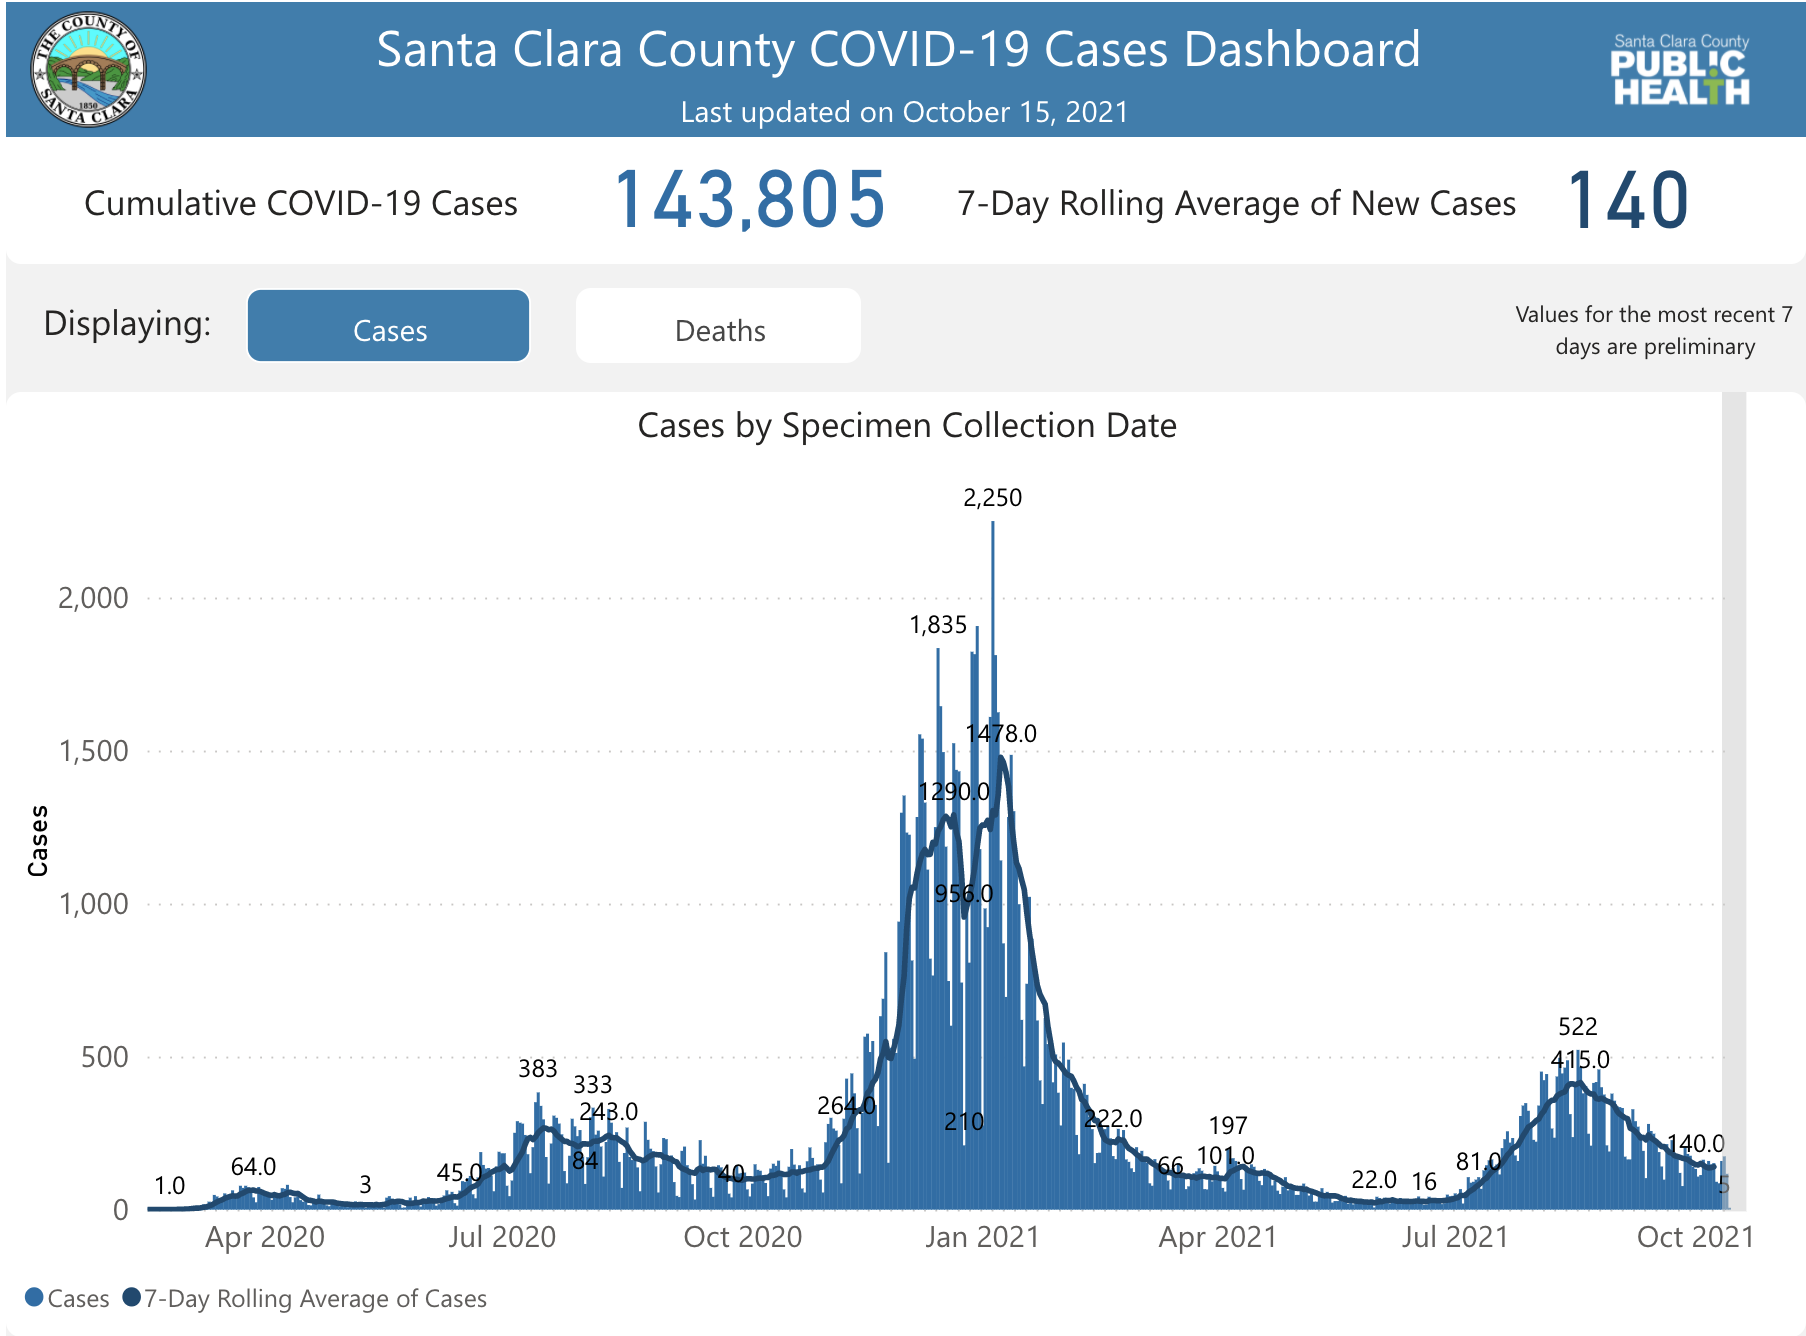 THE COUNTY OF
SANTA CLARA
1850
Santa Clara County COVID-19 Cases Dashboard
Last updated on October 15, 2021
Santa Clara County
PUBLIC
HEALTH
Cumulative COVID-19 Cases 143,805 7-Day Rolling Average of New Cases 140
Displaying: Cases Deaths
Values for the most recent 7
days are preliminary
Cases by Specimen Collection Date
2,250
2,000
1,835
1,500
1478.0
1290.0
Cases
1,000
956.0
500
522
415.0
383
333
243.0
264.0
210
222.0
197
84
40
66
101.0
140.0
1.0
64.0
3
45.0
22.0
16
81.0
5
0
Apr 2020 Jul 2020 Oct 2020 Jan 2021 Apr 2021 Jul 2021 Oct 2021
Cases 7-Day Rolling Average of Cases